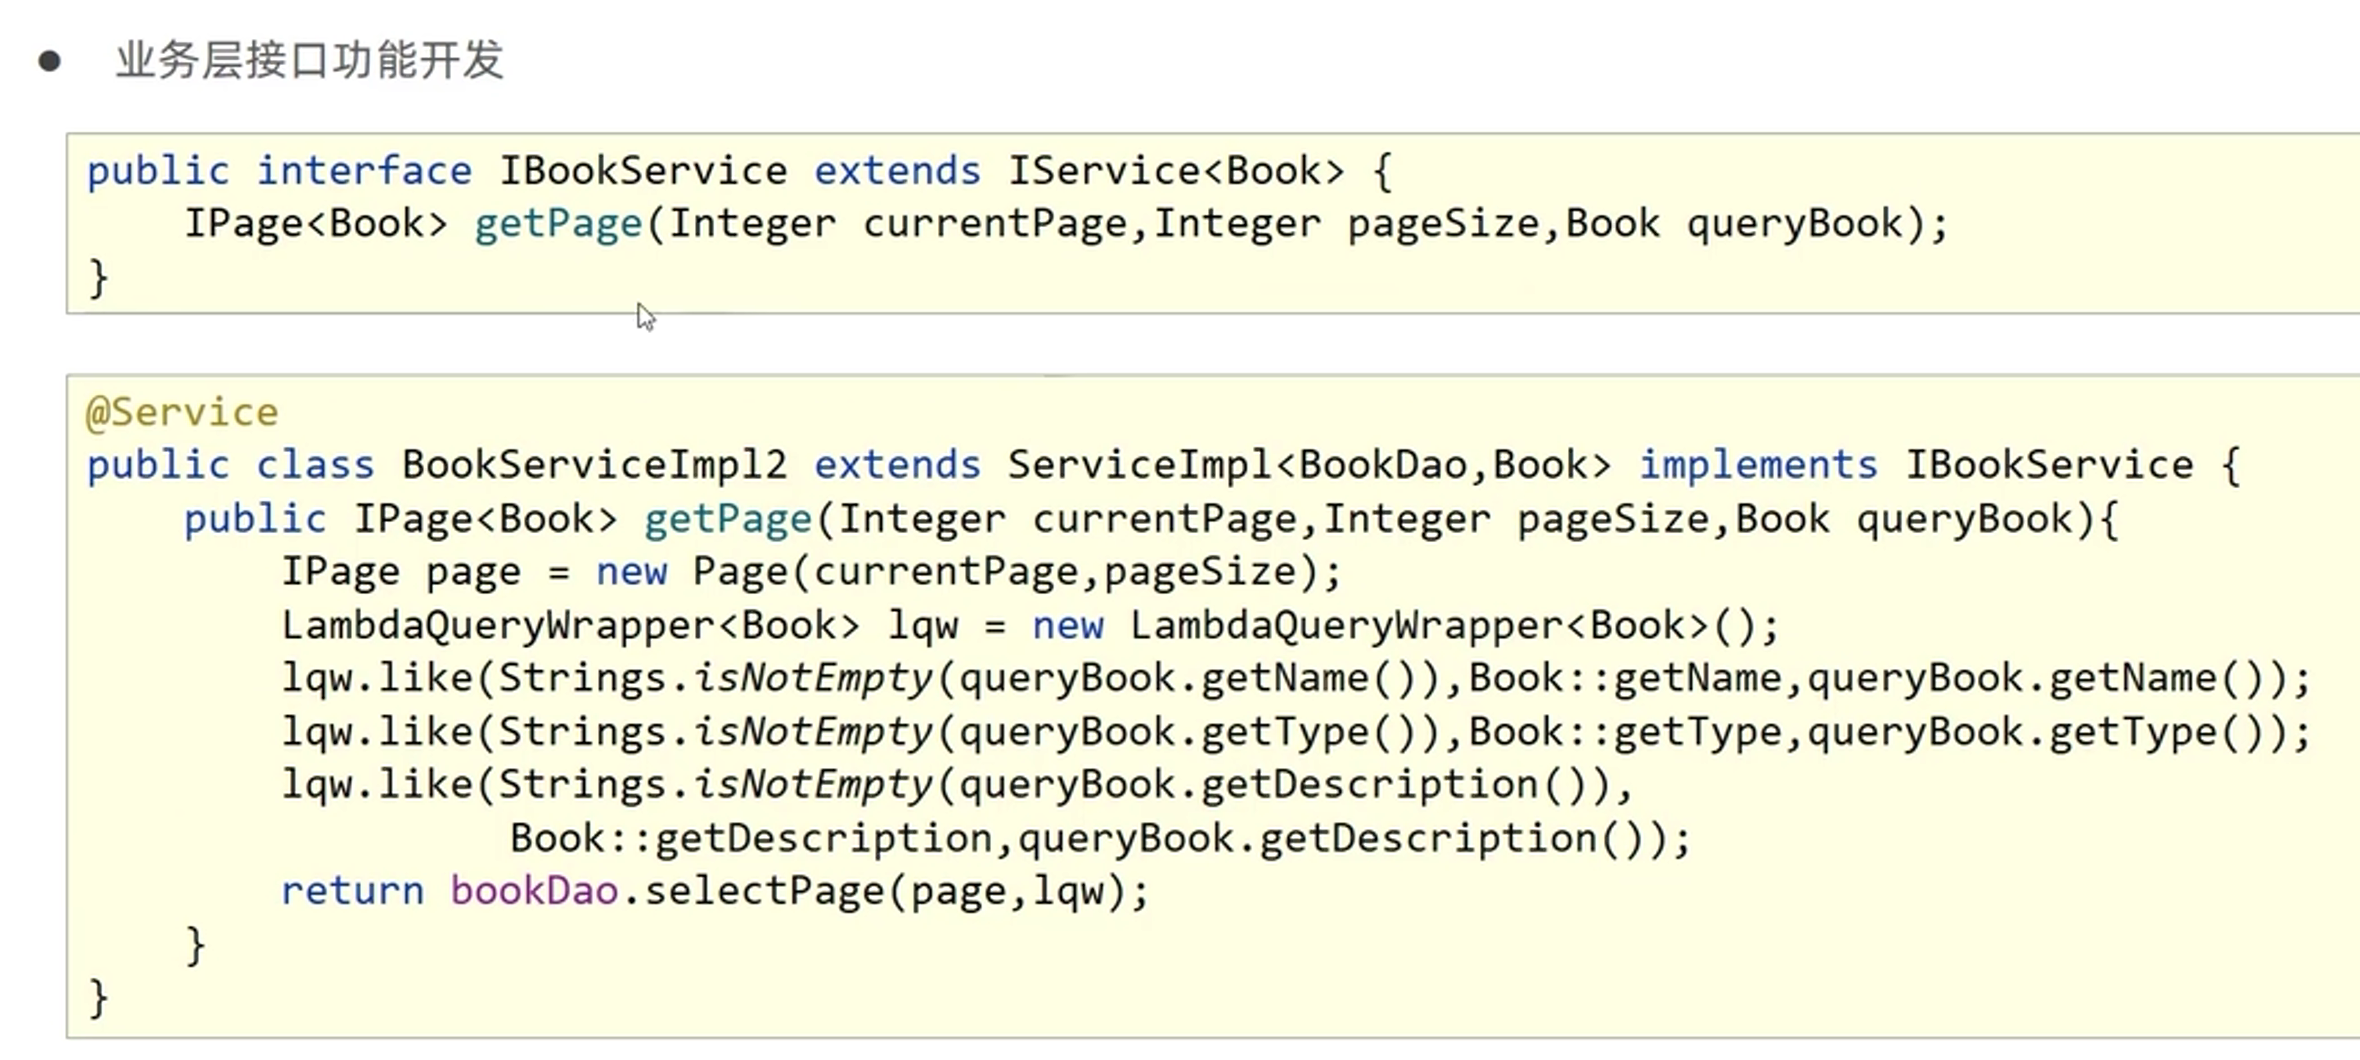 ● 业务层接口功能开发
public interface IBookService extends IService<Book> {
    IPage<Book> getPage(Integer currentPage,Integer pageSize,Book queryBook);
}
@Service
public class BookServiceImpl2 extends ServiceImpl<BookDao,Book> implements IBookService {
    public IPage<Book> getPage(Integer currentPage,Integer pageSize,Book queryBook){
        IPage page = new Page(currentPage,pageSize);
        LambdaQueryWrapper<Book> lqw = new LambdaQueryWrapper<Book>();
        lqw.like(Strings.isNotEmpty(queryBook.getName()),Book::getName,queryBook.getName());
        lqw.like(Strings.isNotEmpty(queryBook.getType()),Book::getType,queryBook.getType());
        lqw.like(Strings.isNotEmpty(queryBook.getDescription()),
                Book::getDescription,queryBook.getDescription());
        return bookDao.selectPage(page,lqw);
    }
}